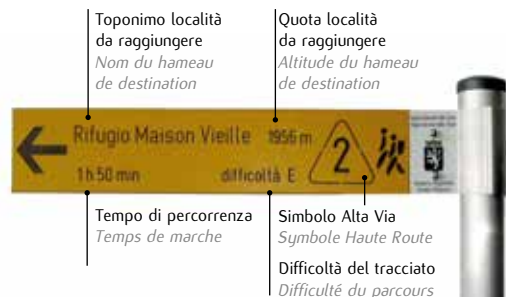 Toponimo località
da raggiungere
Nom du hameau
de destination
Quota località
da raggiungere
Altitude du hameau
de destination
Rifugio Maison Vieille 1956 m
1 h 50 min difficoltà E
2
Tempo di percorrenza
Temps de marche
Simbolo Alta Via
Symbole Haute Route
Difficoltà del tracciato
Difficulté du parcours